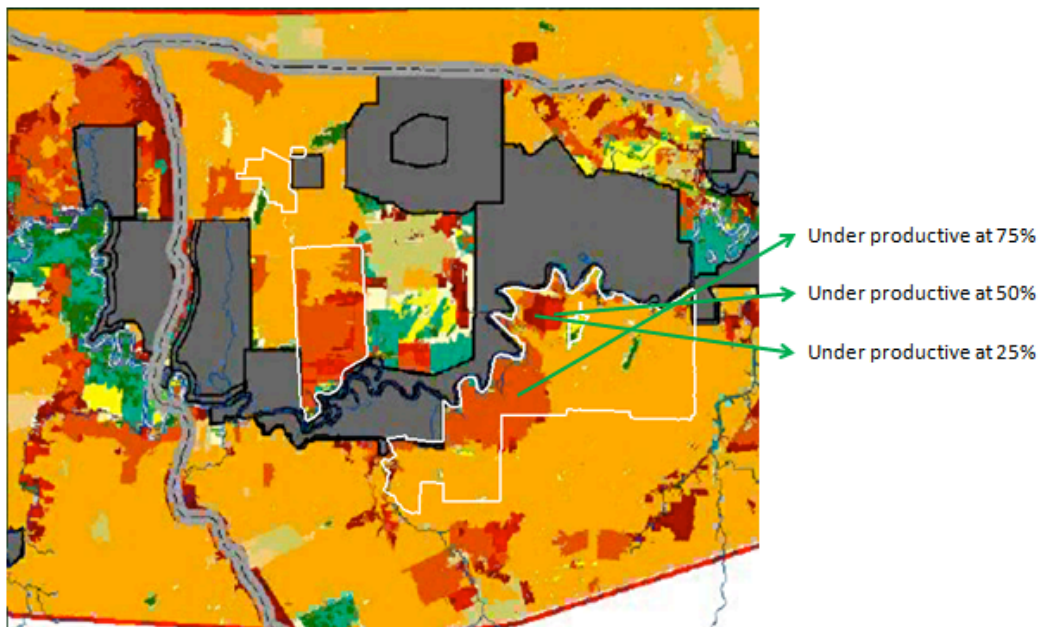 Under productive at 75%
Under productive at 50%
Under productive at 25%